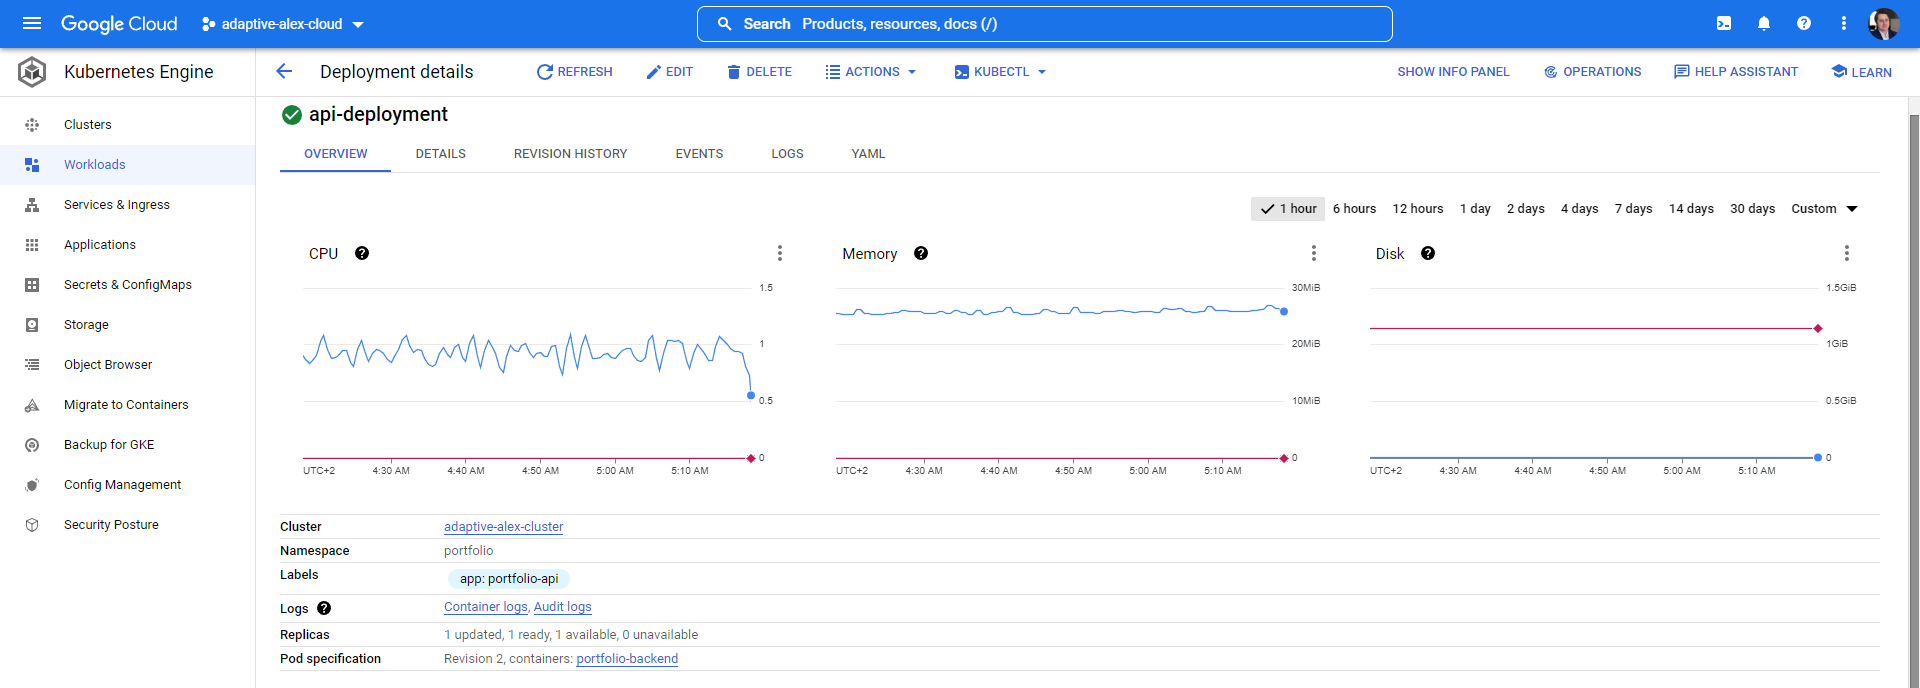 Google Cloud adaptive-alex-cloud Search Products, resources, docs (/)
Kubernetes Engine
Deployment details REFRESH EDIT DELETE ACTIONS KUBECTL SHOW INFO PANEL OPERATIONS HELP ASSISTANT LEARN
Clusters
Workloads
Services & Ingress
Applications
Secrets & ConfigMaps
Storage
Object Browser
Migrate to Containers
Backup for GKE
Config Management
Security Posture
api-deployment
OVERVIEW DETAILS REVISION HISTORY EVENTS LOGS YAML
1 hour 6 hours 12 hours 1 day 2 days 4 days 7 days 14 days 30 days Custom
CPU
1.5
1
0.5
0
UTC+2 4:30 AM 4:40 AM 4:50 AM 5:00 AM 5:10 AM
Memory
30MiB
20MiB
10MiB
0
UTC+2 4:30 AM 4:40 AM 4:50 AM 5:00 AM 5:10 AM
Disk
1.5GiB
1GiB
0.5GiB
0
UTC+2 4:30 AM 4:40 AM 4:50 AM 5:00 AM 5:10 AM
Cluster adaptive-alex-cluster
Namespace portfolio
Labels app: portfolio-api
Logs Container logs, Audit logs
Replicas 1 updated, 1 ready, 1 available, 0 unavailable
Pod specification Revision 2, containers: portfolio-backend